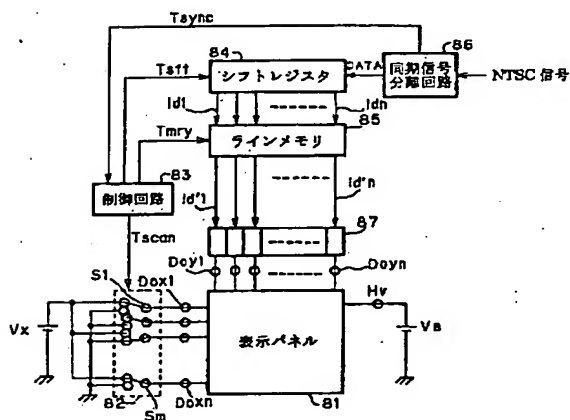 Tsync
86
84
Tsft
シフトレジスタ
DATA
同期信号
分離回路
NTSC 信号
Id1
Idn
85
Tmry
ラインメモリ
83
制御回路
Id'1
Id'n
87
Tscan
Doy1
Doyn
S1
Dox1
Hv
Vx
表示パネル
Va
82
Sm
Doxn
81